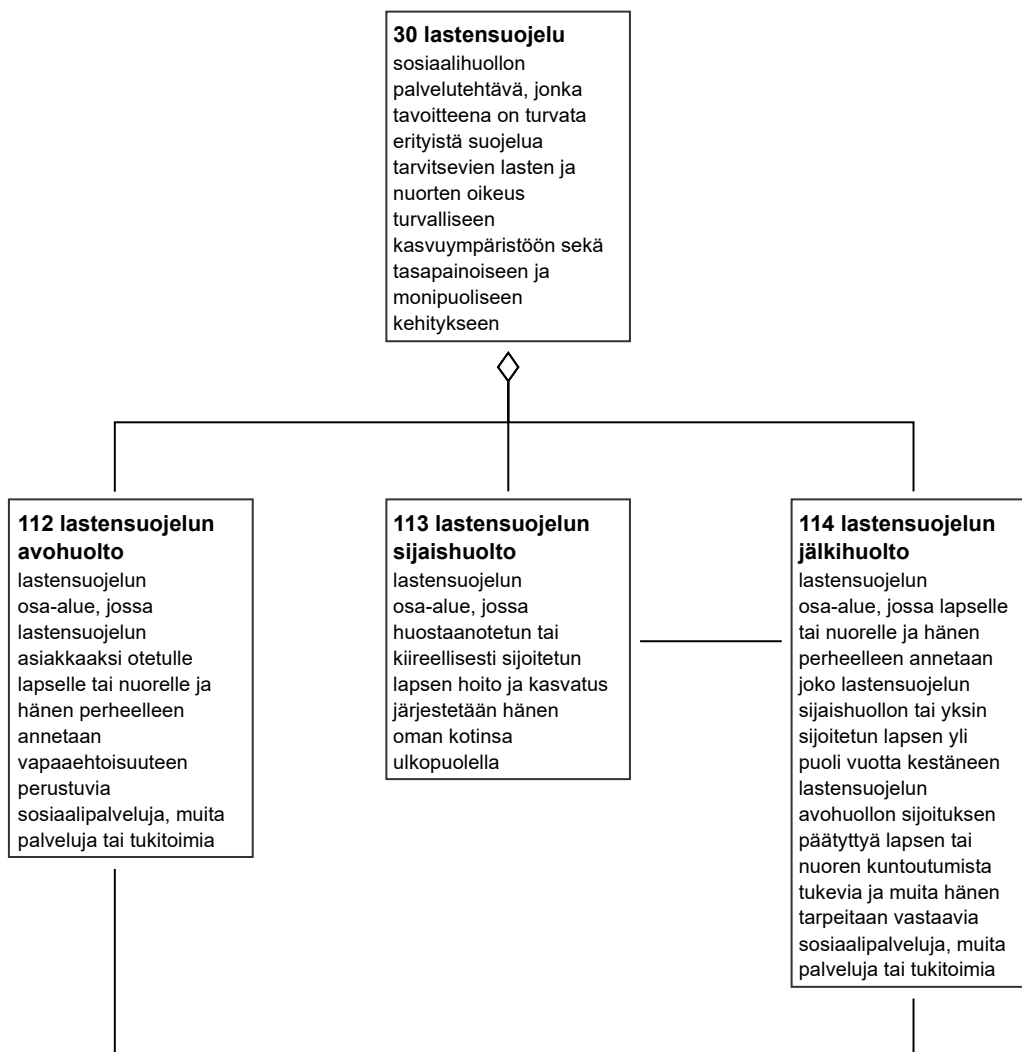 30 lastensuojelu
sosiaalihuollon
palvelutehtävä, jonka
tavoitteena on turvata
erityistä suojelua
tarvitsevien lasten ja
nuorten oikeus
turvalliseen
kasvuympäristöön sekä
tasapainoiseen ja
monipuoliseen
kehitykseen
112 lastensuojelun
avohuolto
lastensuojelun
osa-alue, jossa
lastensuojelun
asiakkaaksi otetulle
lapselle tai nuorelle ja
hänen perheelleen
annetaan
vapaaehtoisuuteen
perustuvia
sosiaalipalveluja, muita
palveluja tai tukitoimia
113 lastensuojelun
sijaishuolto
lastensuojelun
osa-alue, jossa
huostaanotetun tai
kiireellisesti sijoitetun
lapsen hoito ja kasvatus
järjestetään hänen
oman kotinsa
ulkopuolella
114 lastensuojelun
jälkihuolto
lastensuojelun
osa-alue, jossa lapselle
tai nuorelle ja hänen
perheelleen annetaan
joko lastensuojelun
sijaishuollon tai yksin
sijoitetun lapsen yli
puoli vuotta kestäneen
lastensuojelun
avohuollon sijoituksen
päätyttyä lapsen tai
nuoren kuntoutumista
tukevia ja muita hänen
tarpeitaan vastaavia
sosiaalipalveluja, muita
palveluja tai tukitoimia